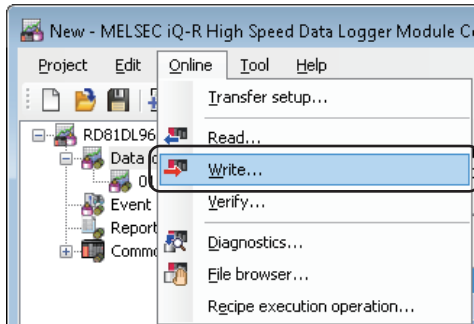 New - MELSEC iQ-R High Speed Data Logger Module
Project Edit Online Tool Help
Transfer setup...
RD81DL96
Read...
Data
Write...
Event
Verify...
Report
Diagnostics...
File browser...
Recipe execution operation...